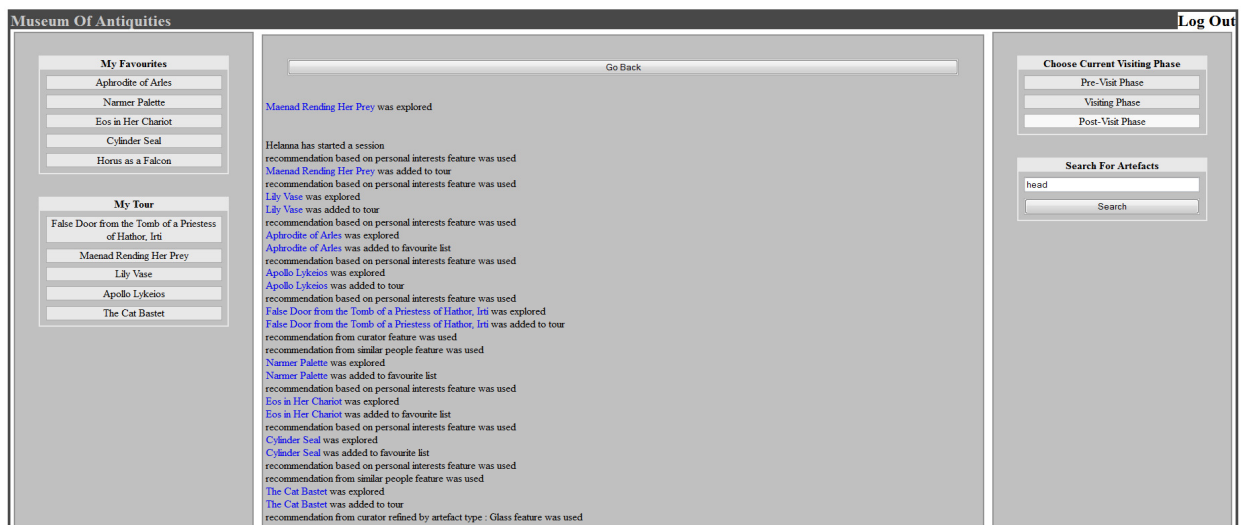 Museum Of Antiquities
Log Out
My Favourites
Aphrodite of Arles
Narmer Palette
Eos in Her Chariot
Cylinder Seal
Horus as a Falcon
My Tour
False Door from the Tomb of a Priestess
of Hathor, Irti
Maenad Rending Her Prey
Lily Vase
Apollo Lykeios
The Cat Bastet
Go Back
Maenad Rending Her Prey was explored
Helanna has started a session
recommendation based on personal interests feature was used
Maenad Rending Her Prey was added to tour
recommendation based on personal interests feature was used
Lily Vase was explored
Lily Vase was added to tour
recommendation based on personal interests feature was used
Aphrodite of Arles was explored
Aphrodite of Arles was added to favourite list
recommendation based on personal interests feature was used
Apollo Lykeios was explored
Apollo Lykeios was added to tour
recommendation based on personal interests feature was used
False Door from the Tomb of a Priestess of Hathor, Irti was explored
False Door from the Tomb of a Priestess of Hathor, Irti was added to tour
recommendation from curator feature was used
recommendation from similar people feature was used
Narmer Palette was explored
Narmer Palette was added to favourite list
recommendation based on personal interests feature was used
Eos in Her Chariot was explored
Eos in Her Chariot was added to favourite list
recommendation based on personal interests feature was used
Cylinder Seal was explored
Cylinder Seal was added to favourite list
recommendation based on personal interests feature was used
recommendation from similar people feature was used
The Cat Bastet was explored
The Cat Bastet was added to tour
recommendation from curator refined by artefact type : Glass feature was used
Choose Current Visiting Phase
Pre-Visit Phase
Visiting Phase
Post-Visit Phase
Search For Artefacts
head
Search